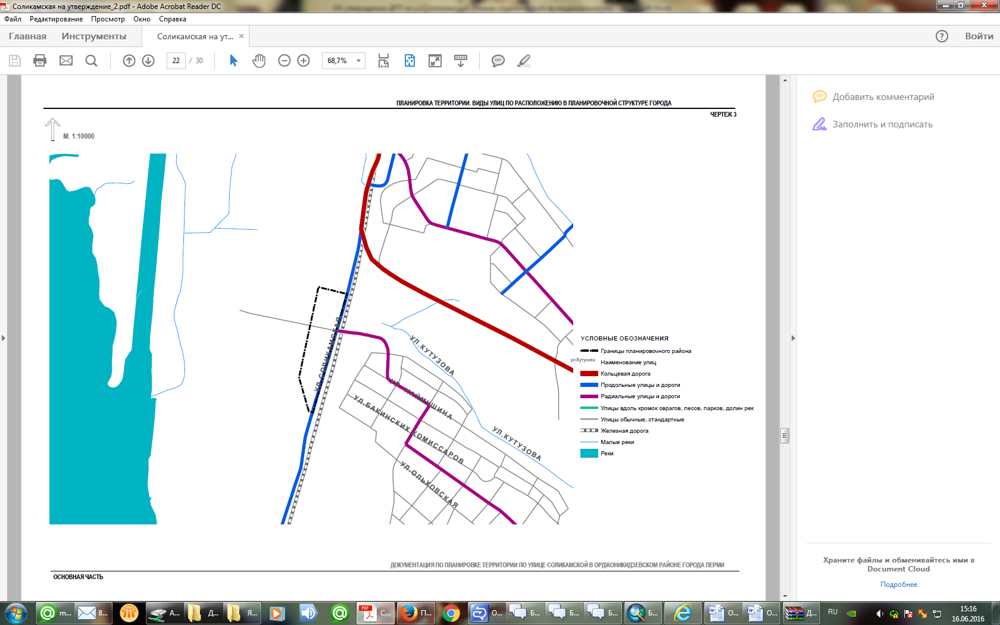 Соликамская на утверждение_2.pdf - Adobe Acrobat Reader DC
Файл Редактирование Просмотр Окно Справка
Главная Инструменты Соликамская на ут... × Войти
22 / 30 68,7%
ПЛАНИРОВКА ТЕРРИТОРИИ. ВИДЫ УЛИЦ ПО РАСПОЛОЖЕНИЮ В ПЛАНИРОВОЧНОЙ СТРУКТУРЕ ГОРОДА
ЧЕРТЕЖ 3
М. 1:10000
УЛ.СОЛИКАМСКАЯ
УЛ.КУТУЗОВА
УЛ. НАЙМУШИНА
УЛ.БАКИНСКИХ КОМИССАРОВ
УЛ.КУТУЗОВА
УЛ.ОЛЬХОВСКАЯ
УСЛОВНЫЕ ОБОЗНАЧЕНИЯ
Границы планировочного района
ул.Кутузова Наименование улиц
Кольцевая дорога
Продольные улицы и дороги
Радиальные улицы и дороги
Улицы вдоль кромок оврагов, лесов, парков, долин рек
Улицы обычные, стандартные
Железная дорога
Малые реки
Реки
ДОКУМЕНТАЦИЯ ПО ПЛАНИРОВКЕ ТЕРРИТОРИИ ПО УЛИЦЕ СОЛИКАМСКОЙ В ОРДЖОНИКИДЗЕВСКОМ РАЙОНЕ ГОРОДА ПЕРМИ
ОСНОВНАЯ ЧАСТЬ
Добавить комментарий
Заполнить и подписать
Храните файлы и обменивайтесь ими в
Document Cloud
Подробнее
m... 8... А... Д... Я... С... П... О... Б... Б... Б... Б... О... О... Д... RU 15:16
16.06.2016